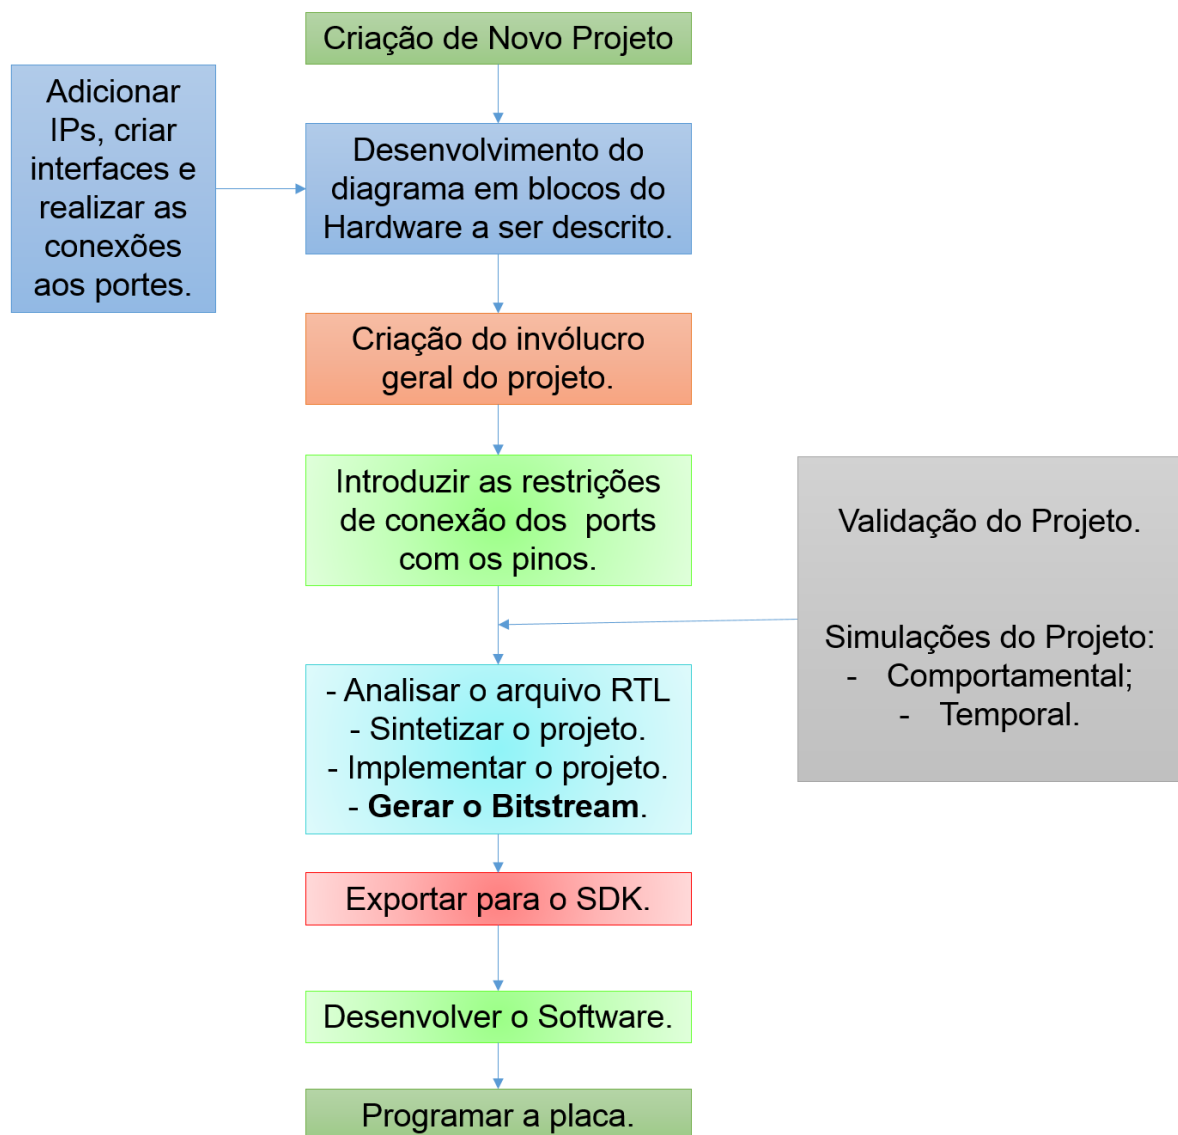 Criação de Novo Projeto
Adicionar
IPs, criar
interfaces e
realizar as
conexões
aos portes.
Desenvolvimento do
diagrama em blocos do
Hardware a ser descrito.
Criação do invólucro
geral do projeto.
Introduzir as restrições
de conexão dos ports
com os pinos.
Validação do Projeto.
Simulações do Projeto:
- Comportamental;
- Temporal.
- Analisar o arquivo RTL
- Sintetizar o projeto.
- Implementar o projeto.
- Gerar o Bitstream.
Exportar para o SDK.
Desenvolver o Software.
Programar a placa.